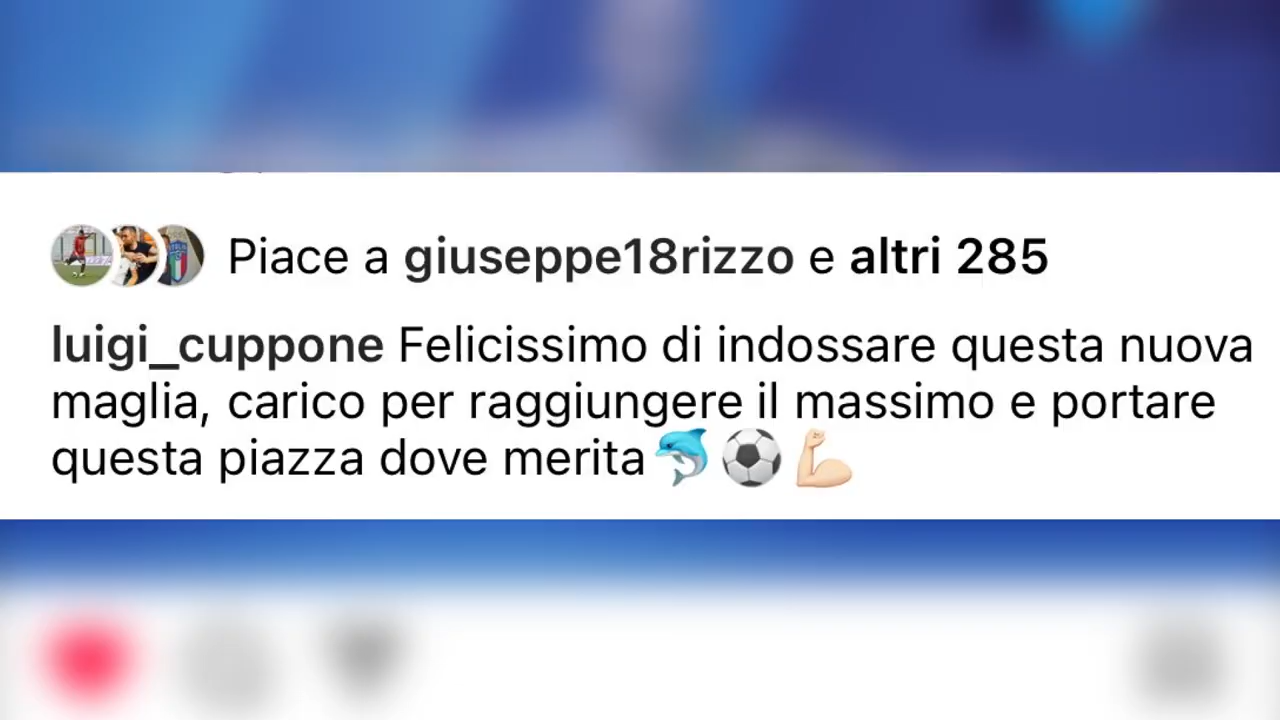 Piace a giuseppe18rizzo e altri 285
luigi_cuppone Felicissimo di indossare questa nuova
maglia, carico per raggiungere il massimo e portare
questa piazza dove merita🐬⚽💪🏻